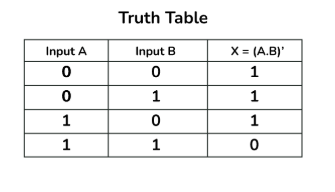 Truth Table
Input A Input B X = (A.B)’
0 0 1
0 1 1
1 0 1
1 1 0